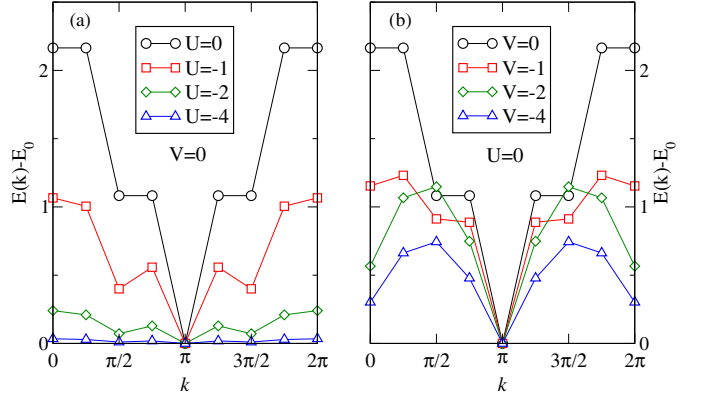 (a)
U=0
U=-1
U=-2
U=-4
V=0
E(k)-E0
0
1
2
0
π/2
π
3π/2
2π
k
(b)
V=0
V=-1
V=-2
V=-4
U=0
E(k)-E0
0
1
2
0
π/2
π
3π/2
2π
k